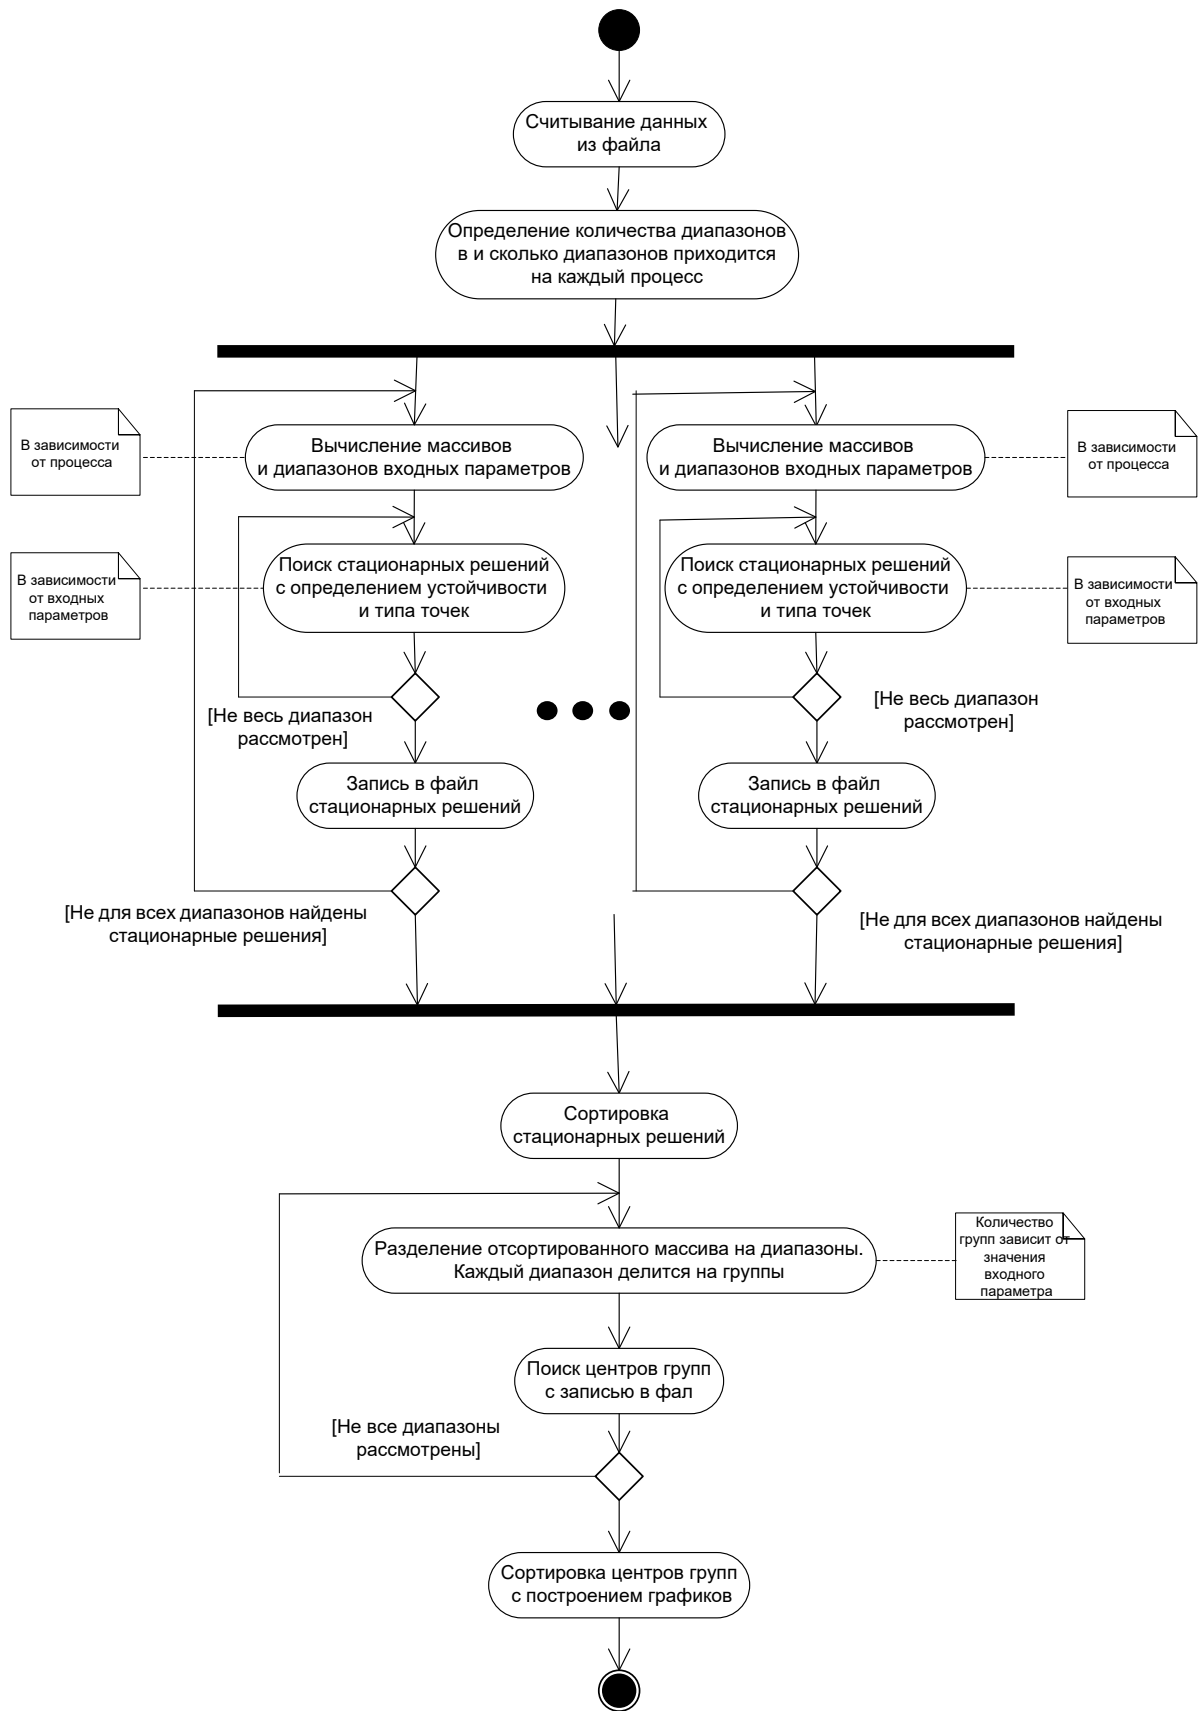 Считывание данных
из файла
Определение количества диапазонов
в и сколько диапазонов приходится
на каждый процесс
В зависимости
от процесса
Вычисление массивов
и диапазонов входных параметров
Вычисление массивов
и диапазонов входных параметров
В зависимости
от процесса
В зависимости
от входных
параметров
Поиск стационарных решений
с определением устойчивости
и типа точек
Поиск стационарных решений
с определением устойчивости
и типа точек
В зависимости
от входных
параметров
[Не весь диапазон
рассмотрен]
[Не весь диапазон
рассмотрен]
Запись в файл
стационарных решений
Запись в файл
стационарных решений
[Не для всех диапазонов найдены
стационарные решения]
[Не для всех диапазонов найдены
стационарные решения]
Сортировка
стационарных решений
Разделение отсортированного массива на диапазоны.
Каждый диапазон делится на группы
Количество
групп зависит от
значения
входного
параметра
Поиск центров групп
с записью в фал
[Не все диапазоны
рассмотрены]
Сортировка центров групп
с построением графиков